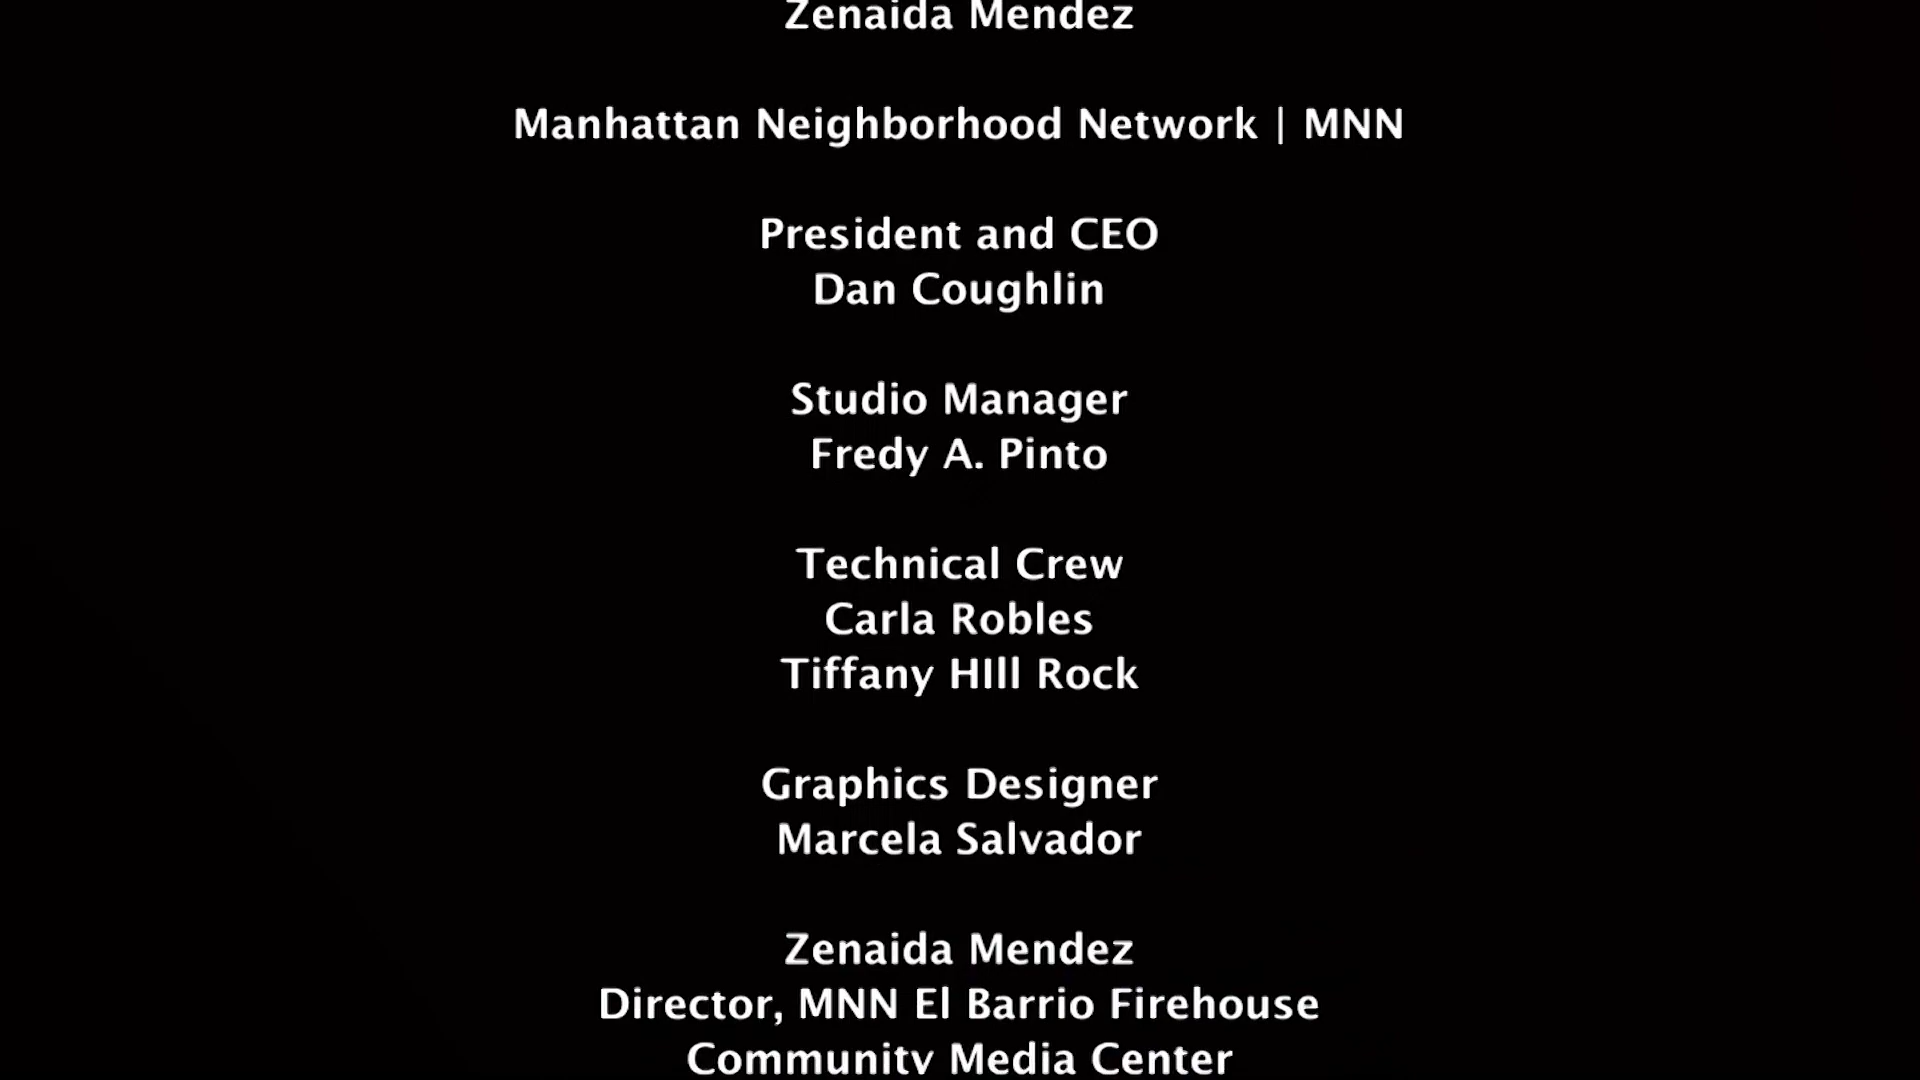 Zenaida Mendez
Manhattan Neighborhood Network | MNN
President and CEO
Dan Coughlin
Studio Manager
Fredy A. Pinto
Technical Crew
Carla Robles
Tiffany HIll Rock
Graphics Designer
Marcela Salvador
Zenaida Mendez
Director, MNN El Barrio Firehouse
Community Media Center